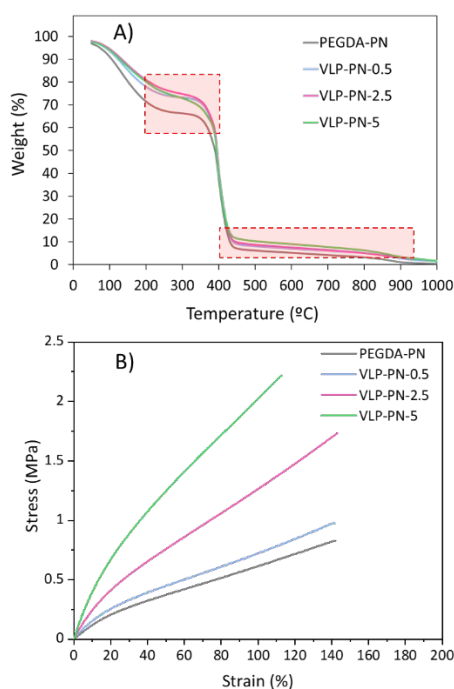 A)
PEGDA-PN
VLP-PN-0.5
VLP-PN-2.5
VLP-PN-5
100
90
80
70
60
50
40
30
20
10
0
Weight (%)
0 100 200 300 400 500 600 700 800 900 1000
Temperature (ºC)
B)
PEGDA-PN
VLP-PN-0.5
VLP-PN-2.5
VLP-PN-5
2.5
2
1.5
1
0.5
0
Stress (MPa)
0 20 40 60 80 100 120 140 160 180 200
Strain (%)